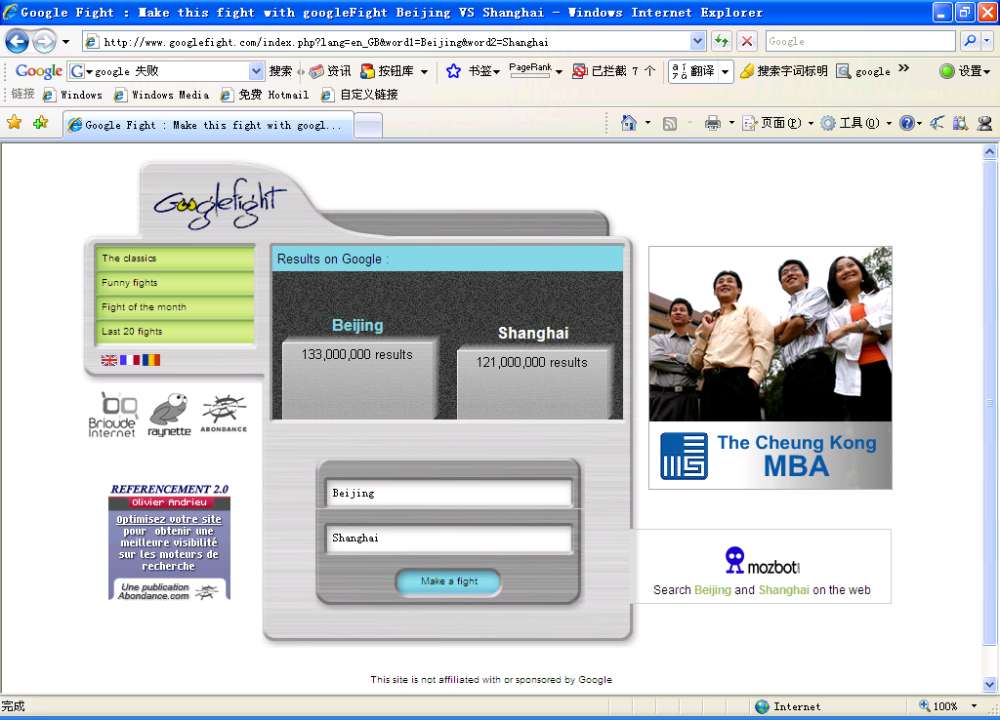 Google Fight : Make this fight with googleFight Beijing VS Shanghai - Windows Internet Explorer
http://www.googlefight.com/index.php?lang=en_GB&word1=Beijing&word2=Shanghai
Google
Google google 失败 搜索 资讯 按钮库 书签 PageRank 已拦截 7 个 翻译 搜索字词标明 google » 设置
链接 Windows Windows Media 免费 Hotmail 自定义链接
Google Fight : Make this fight with googl...
页面(P) 工具(O)
Googlefight
The classics
Funny fights
Fight of the month
Last 20 fights
Results on Google :
Beijing
133,000,000 results
Shanghai
121,000,000 results
Brioude
Internet
raynette
ABONDANCE
REFERENCEMENT 2.0
Olivier Andrieu
Optimisez votre site
pour obtenir une
meilleure visibilité
sur les moteurs de
recherche
Une publication
Abondance.com
Beijing
Shanghai
Make a fight
The Cheung Kong
MBA
mozbot
Search Beijing and Shanghai on the web
This site is not affiliated with or sponsored by Google
完成
Internet
100%